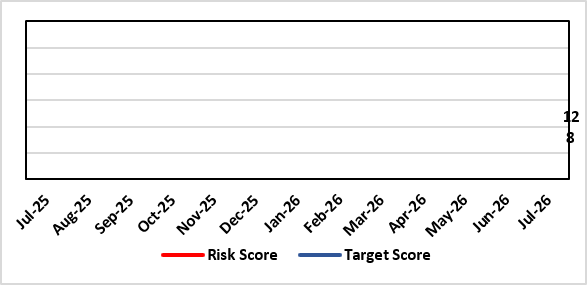 12
8
Jul-25 Aug-25 Sep-25 Oct-25 Nov-25 Dec-25 Jan-26 Feb-26 Mar-26 Apr-26 May-26 Jun-26 Jul-26
Risk Score Target Score